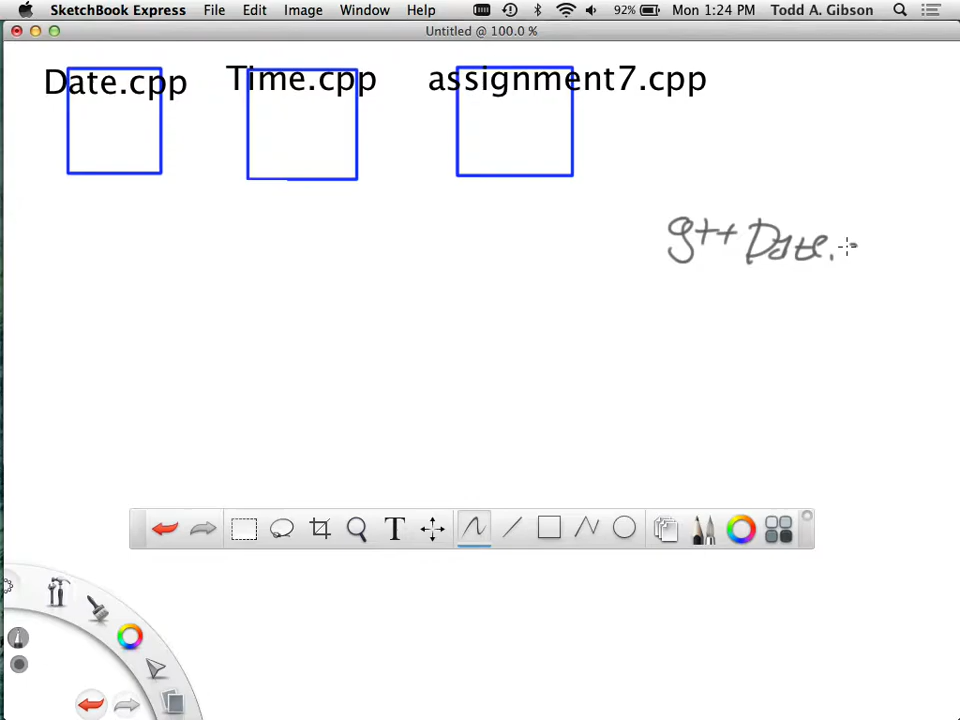 SketchBook Express File Edit Image Window Help 92% Mon 1:24 PM Todd A. Gibson
Untitled @ 100.0 %
Date.cpp Time.cpp assignment7.cpp
g++ Date.
T